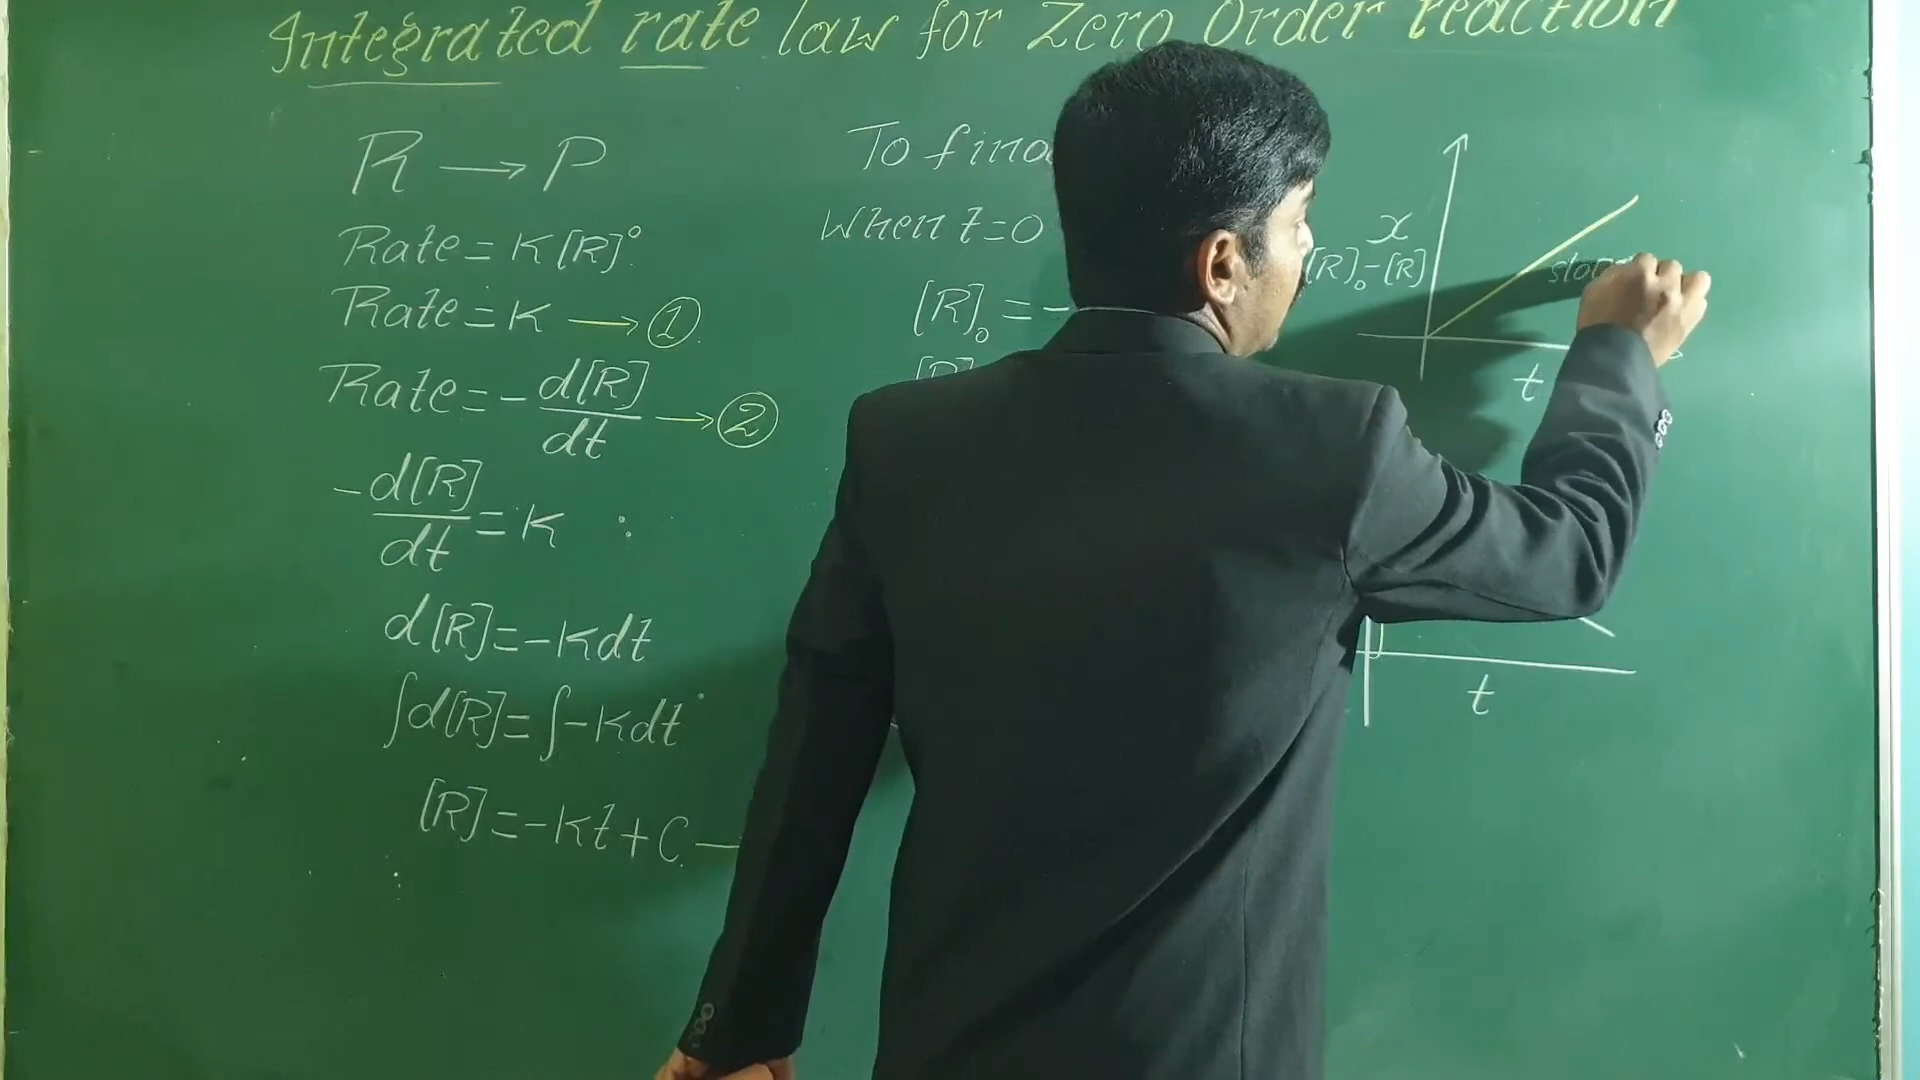 Integrated rate law for Zero Order reaction
R → P
Rate = K[R]⁰
Rate = K → ①
Rate = - d[R]/dt → ②
- d[R]/dt = K
d[R] = -Kdt
∫d[R] = ∫-Kdt
[R] = -Kt + C
To find
When t=0
[R]₀ = -
x
[R]₀-[R]
t
t